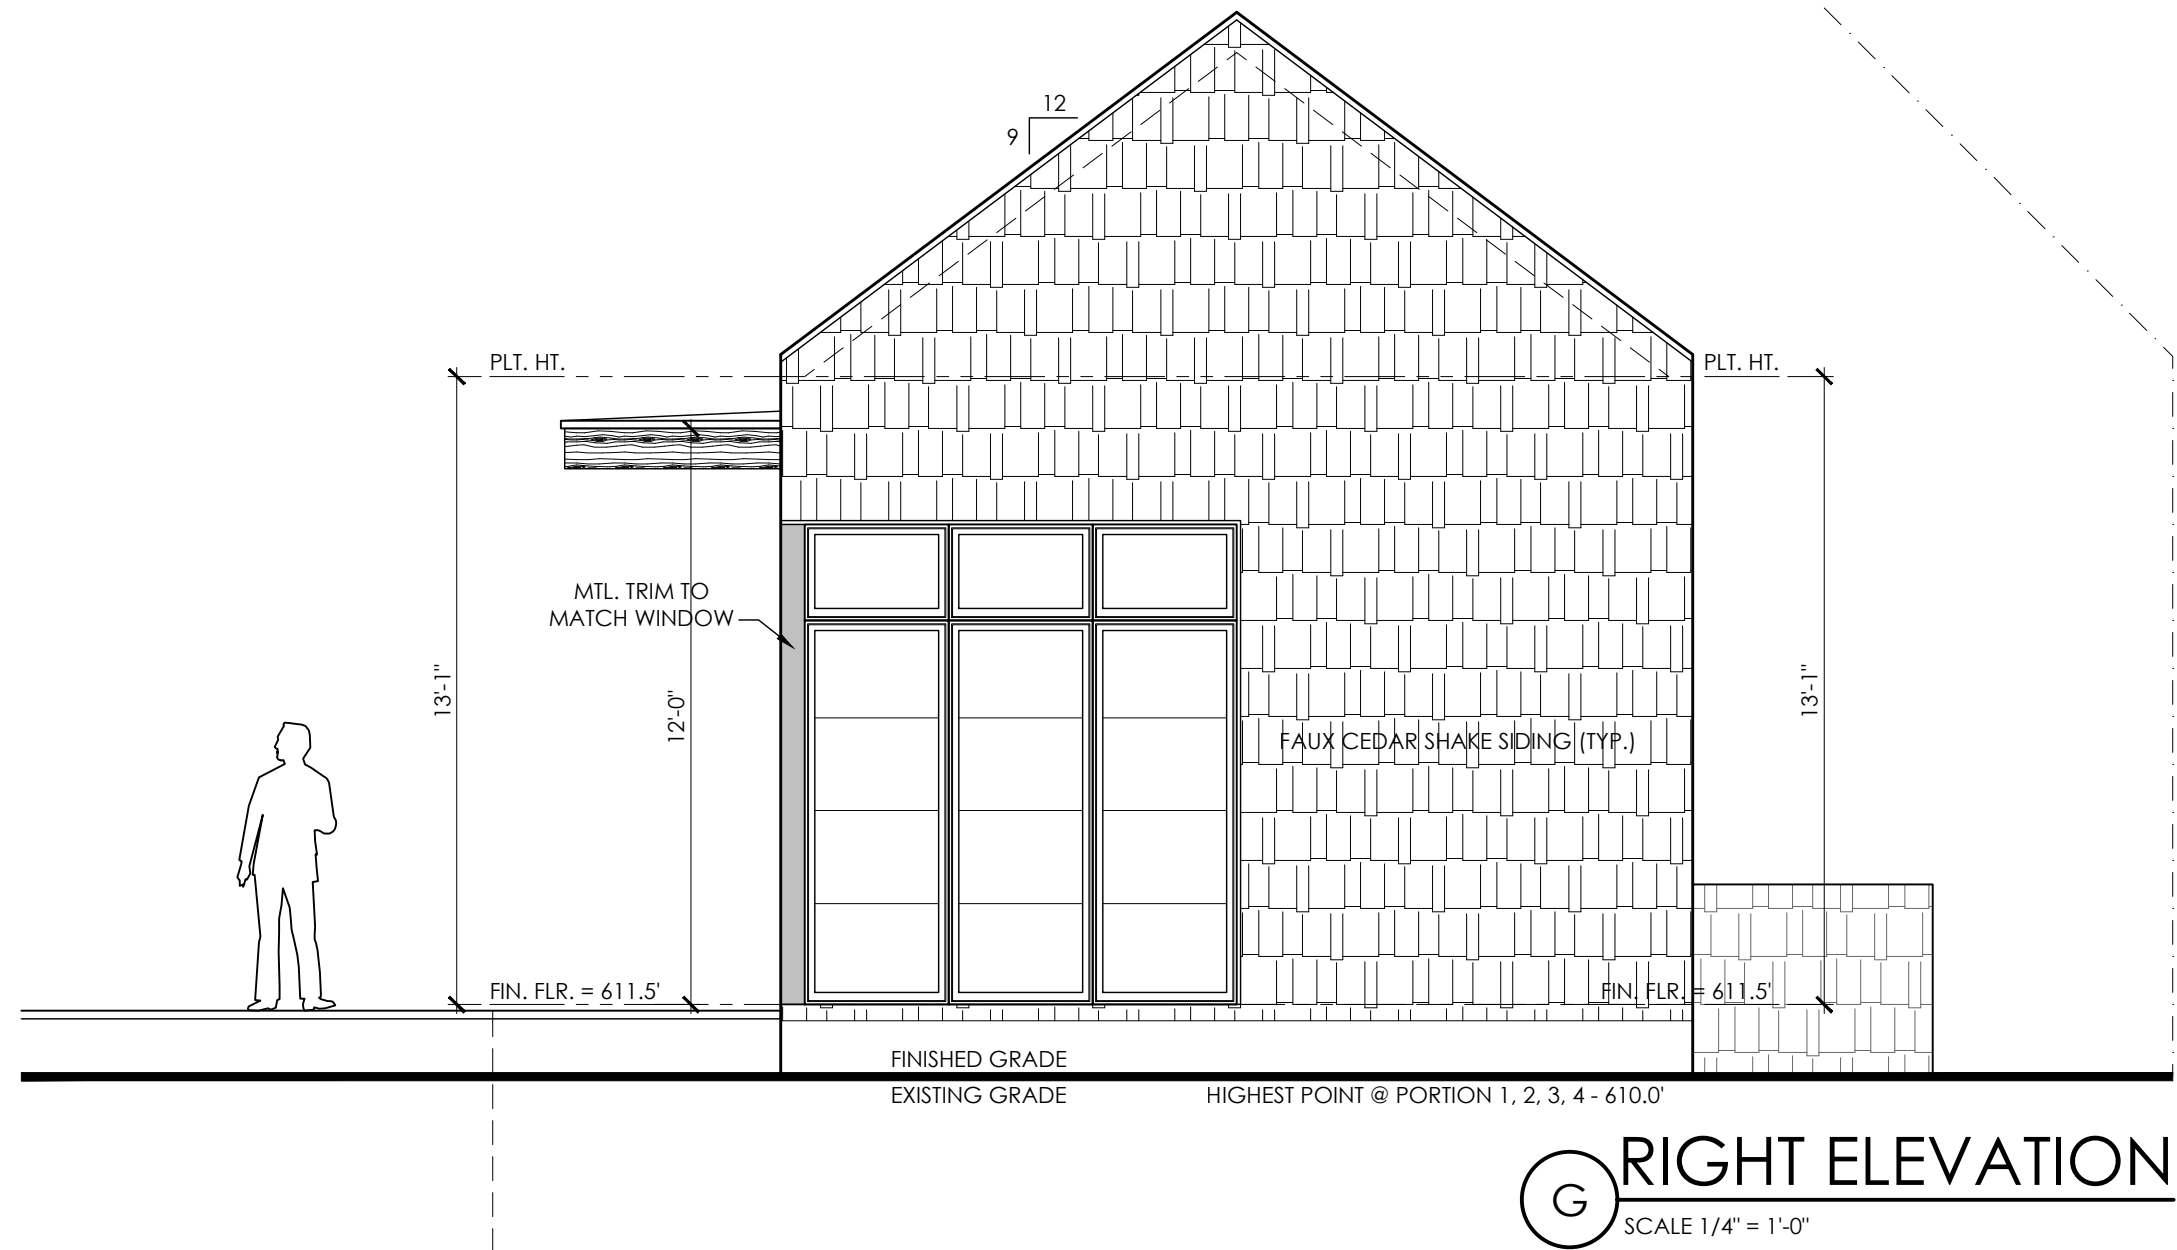 12
9
PLT. HT.
PLT. HT.
MTL. TRIM TO
MATCH WINDOW
13'-1"
12'-0"
13'-1"
FAUX CEDAR SHAKE SIDING (TYP.)
FIN. FLR. = 611.5'
FIN. FLR. = 611.5'
FINISHED GRADE
EXISTING GRADE
HIGHEST POINT @ PORTION 1, 2, 3, 4 - 610.0'
G
RIGHT ELEVATION
SCALE 1/4" = 1'-0"